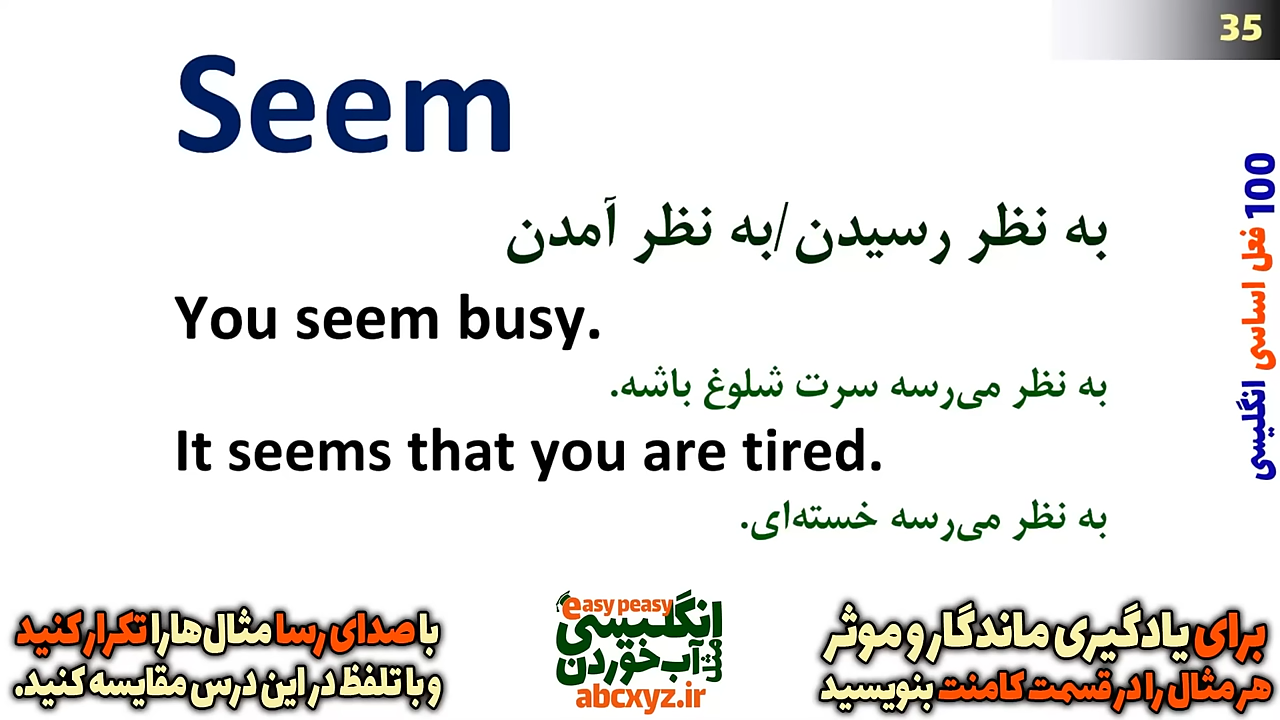 35
Seem
به نظر رسیدن/به نظر آمدن
You seem busy.
به نظر می‌رسه سرت شلوغ باشه.
It seems that you are tired.
به نظر می‌رسه خسته‌ای.
100 فعل اساسی انگلیسی
برای یادگیری ماندگار و موثر
هر مثال را در قسمت کامنت بنویسید
easy peasy
انگلیسی
مثل آب خوردن
abcxyz.ir
با صدای رسا مثال‌ها را تکرار کنید
و با تلفظ در این درس مقایسه کنید.